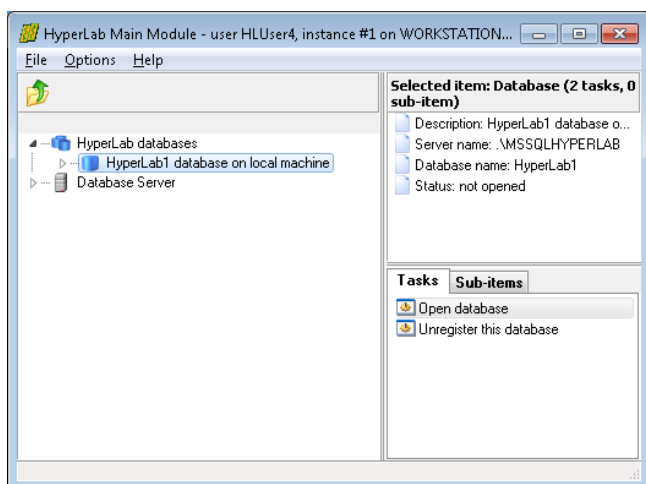 HyperLab Main Module - user HLUser4, instance #1 on WORKSTATION...
File Options Help
HyperLab databases
HyperLab1 database on local machine
Database Server
Selected item: Database (2 tasks, 0
sub-item)
Description: HyperLab1 database o...
Server name: .\MSSQLHYPERLAB
Database name: HyperLab1
Status: not opened
Tasks Sub-items
Open database
Unregister this database